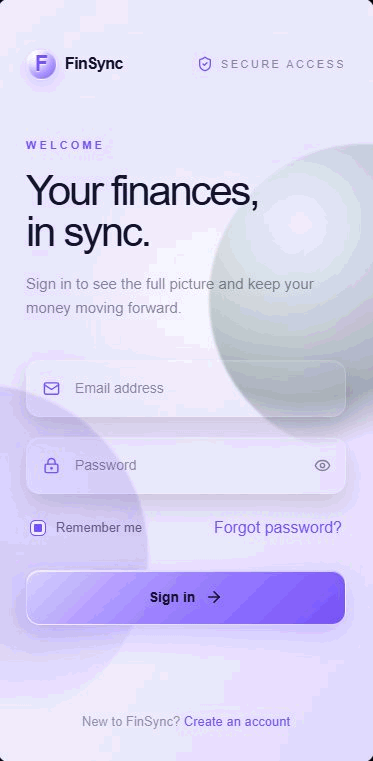 F FinSync
SECURE ACCESS
WELCOME
Your finances,
in sync.
Sign in to see the full picture and keep your
money moving forward.
Email address
Password
Remember me
Forgot password?
Sign in
New to FinSync? Create an account